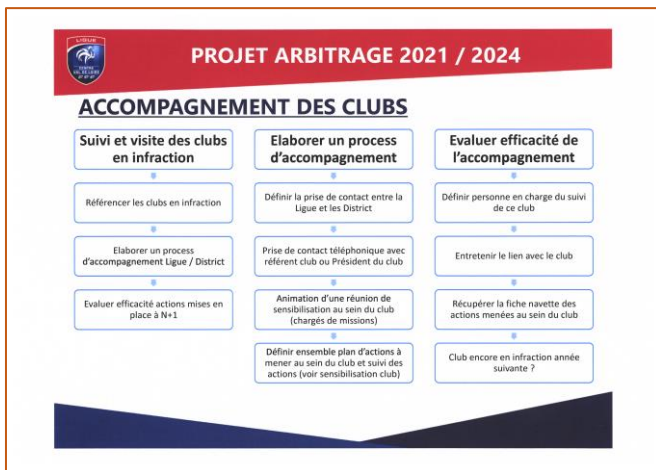 LIGUE
CENTRE
VAL DE LOIRE
PROJET ARBITRAGE 2021 / 2024
ACCOMPAGNEMENT DES CLUBS
Suivi et visite des clubs
en infraction
Référencer les clubs en infraction
Elaborer un process
d'accompagnement Ligue / District
Evaluer efficacité actions mises en
place à N+1
Elaborer un process
d'accompagnement
Définir la prise de contact entre la
Ligue et les District
Prise de contact téléphonique avec
référent club ou Président du club
Animation d'une réunion de
sensibilisation au sein du club
(chargés de missions)
Définir ensemble plan d'actions à
mener au sein du club et suivi des
actions (voir sensibilisation club)
Evaluer efficacité de
l'accompagnement
Définir personne en charge du suivi
de ce club
Entretenir le lien avec le club
Récupérer la fiche navette des
actions menées au sein du club
Club encore en infraction année
suivante ?